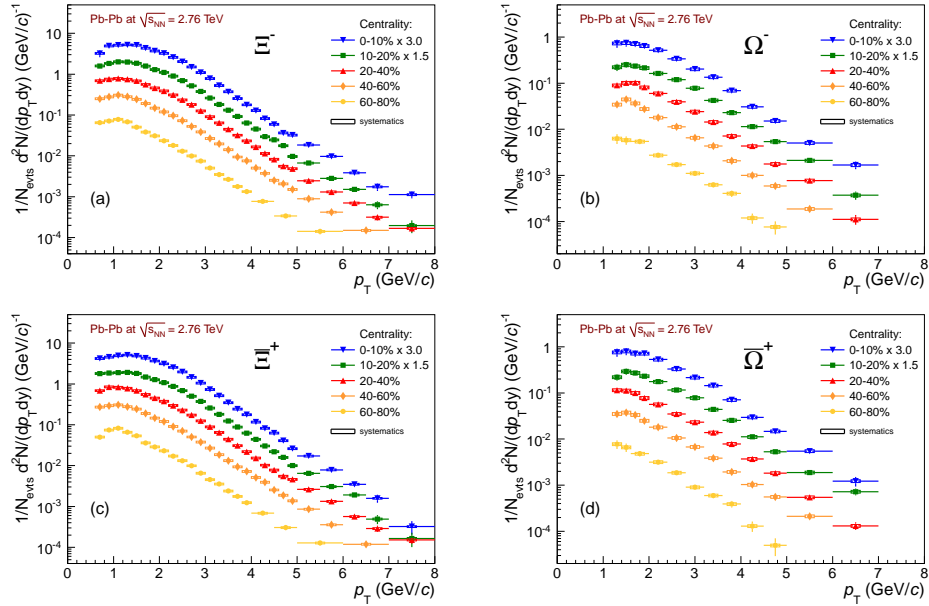 Pb-Pb at √sNN = 2.76 TeV
Ξ⁻
Centrality:
0-10% x 3.0
10-20% x 1.5
20-40%
40-60%
60-80%
systematics
(a)
1/Nevts d²N/(dpT dy) (GeV/c)⁻¹
10
1
10⁻¹
10⁻²
10⁻³
10⁻⁴
0 1 2 3 4 5 6 7 8
pT (GeV/c)
Pb-Pb at √sNN = 2.76 TeV
Ω⁻
Centrality:
0-10% x 3.0
10-20% x 1.5
20-40%
40-60%
60-80%
systematics
(b)
1/Nevts d²N/(dpT dy) (GeV/c)⁻¹
1
10⁻¹
10⁻²
10⁻³
10⁻⁴
0 1 2 3 4 5 6 7 8
pT (GeV/c)
Pb-Pb at √sNN = 2.76 TeV
Ξ̅⁺
Centrality:
0-10% x 3.0
10-20% x 1.5
20-40%
40-60%
60-80%
systematics
(c)
1/Nevts d²N/(dpT dy) (GeV/c)⁻¹
10
1
10⁻¹
10⁻²
10⁻³
10⁻⁴
0 1 2 3 4 5 6 7 8
pT (GeV/c)
Pb-Pb at √sNN = 2.76 TeV
Ω̅⁺
Centrality:
0-10% x 3.0
10-20% x 1.5
20-40%
40-60%
60-80%
systematics
(d)
1/Nevts d²N/(dpT dy) (GeV/c)⁻¹
1
10⁻¹
10⁻²
10⁻³
10⁻⁴
0 1 2 3 4 5 6 7 8
pT (GeV/c)